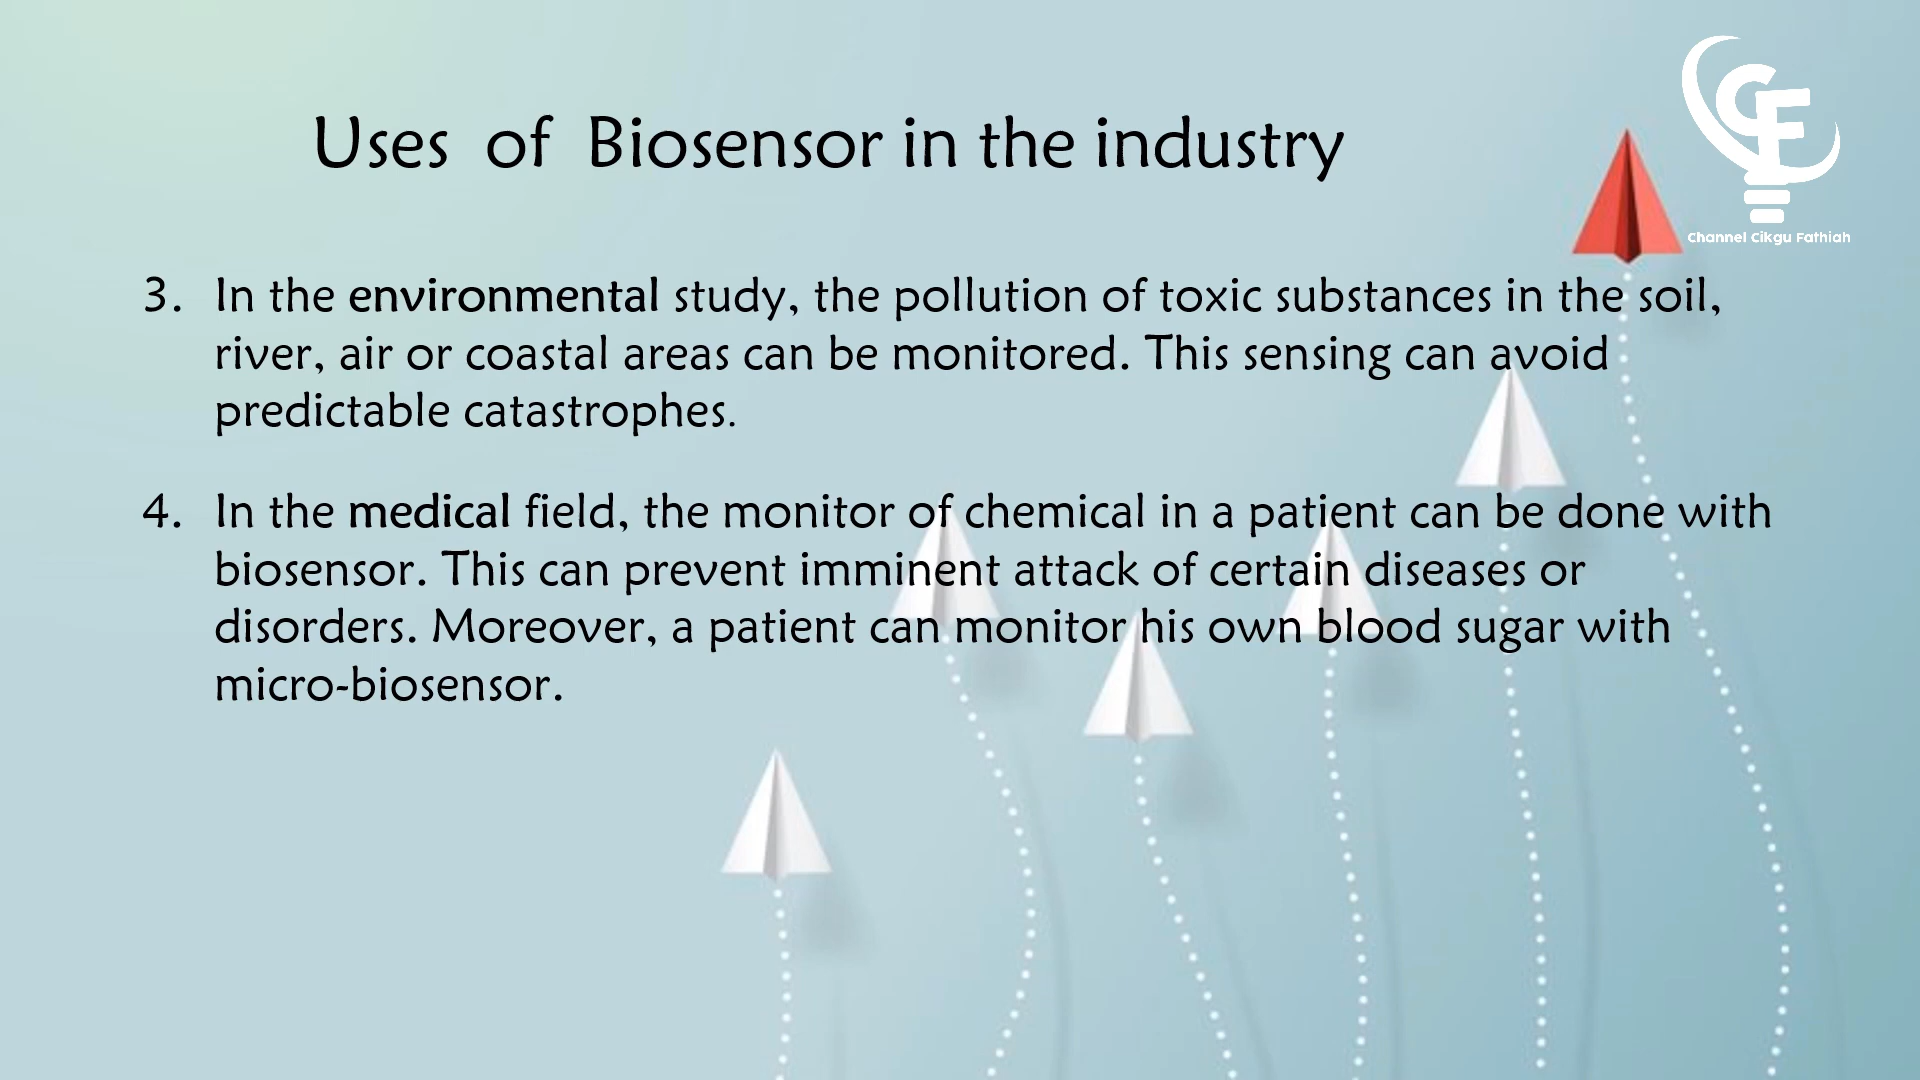 Uses of Biosensor in the industry
CF
Channel Cikgu Fathiah
3. In the environmental study, the pollution of toxic substances in the soil,
river, air or coastal areas can be monitored. This sensing can avoid
predictable catastrophes.
4. In the medical field, the monitor of chemical in a patient can be done with
biosensor. This can prevent imminent attack of certain diseases or
disorders. Moreover, a patient can monitor his own blood sugar with
micro-biosensor.